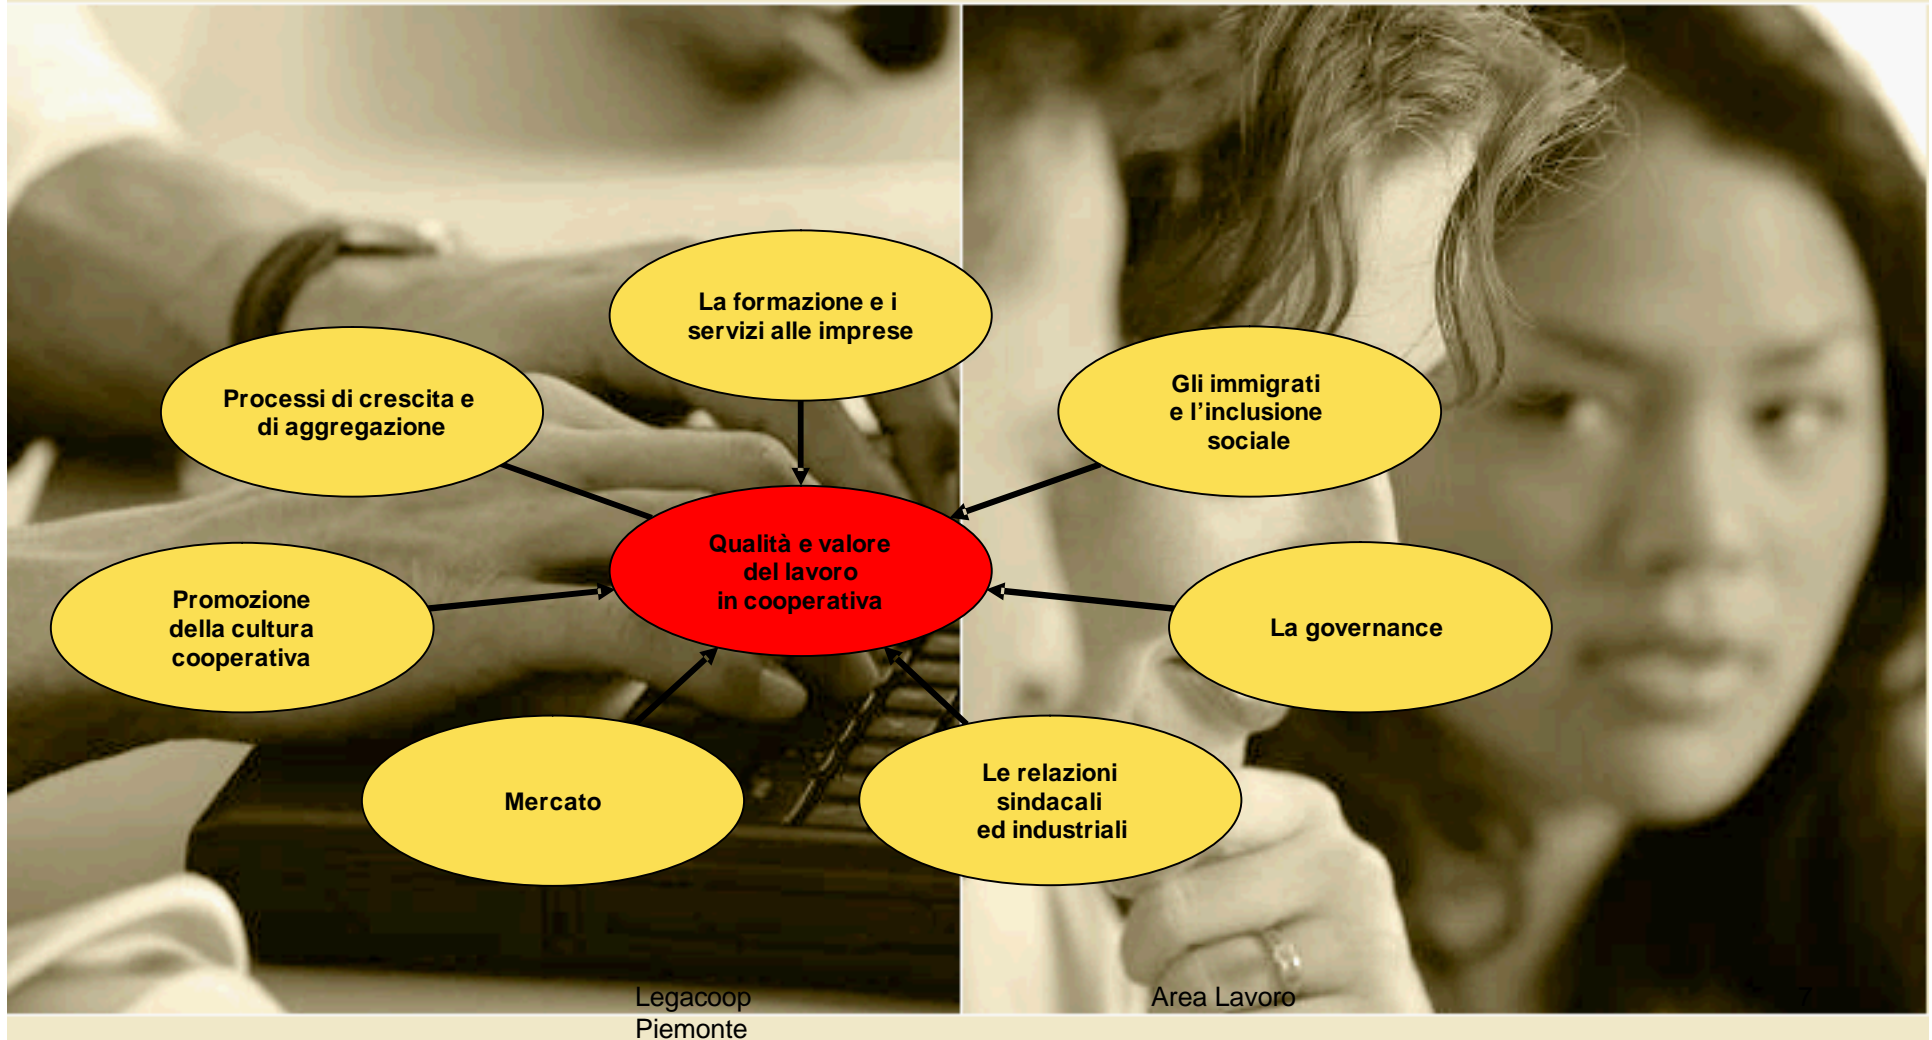 La formazione e i
servizi alle imprese
Processi di crescita e
di aggregazione
Gli immigrati
e l’inclusione
sociale
Qualità e valore
del lavoro
in cooperativa
Promozione
della cultura
cooperativa
La governance
Mercato
Le relazioni
sindacali
ed industriali
Legacoop
Piemonte
Area Lavoro
7